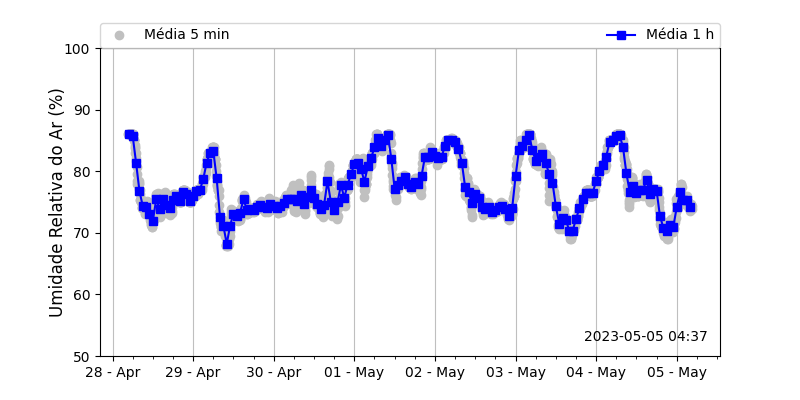 Média 5 min
Média 1 h
Umidade Relativa do Ar (%)
100
90
80
70
60
50
2023-05-05 04:37
28 - Apr
29 - Apr
30 - Apr
01 - May
02 - May
03 - May
04 - May
05 - May